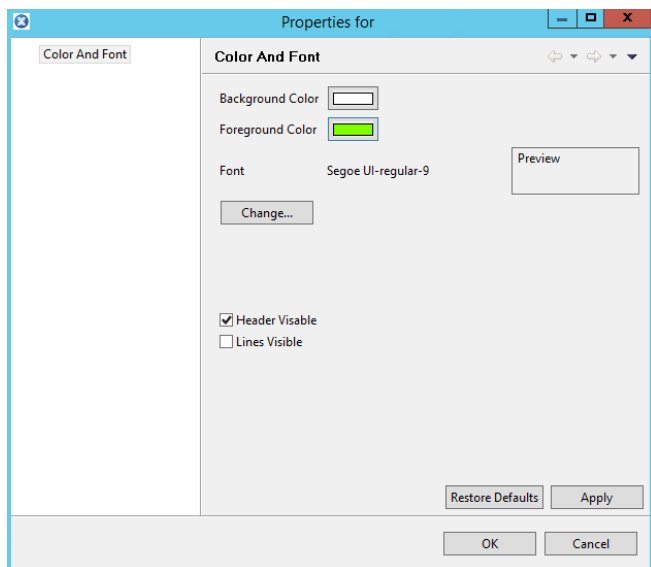 Properties for
Color And Font
Color And Font
Background Color
Foreground Color
Font Segoe UI-regular-9
Preview
Change...
Header Visable
Lines Visible
Restore Defaults Apply
OK Cancel